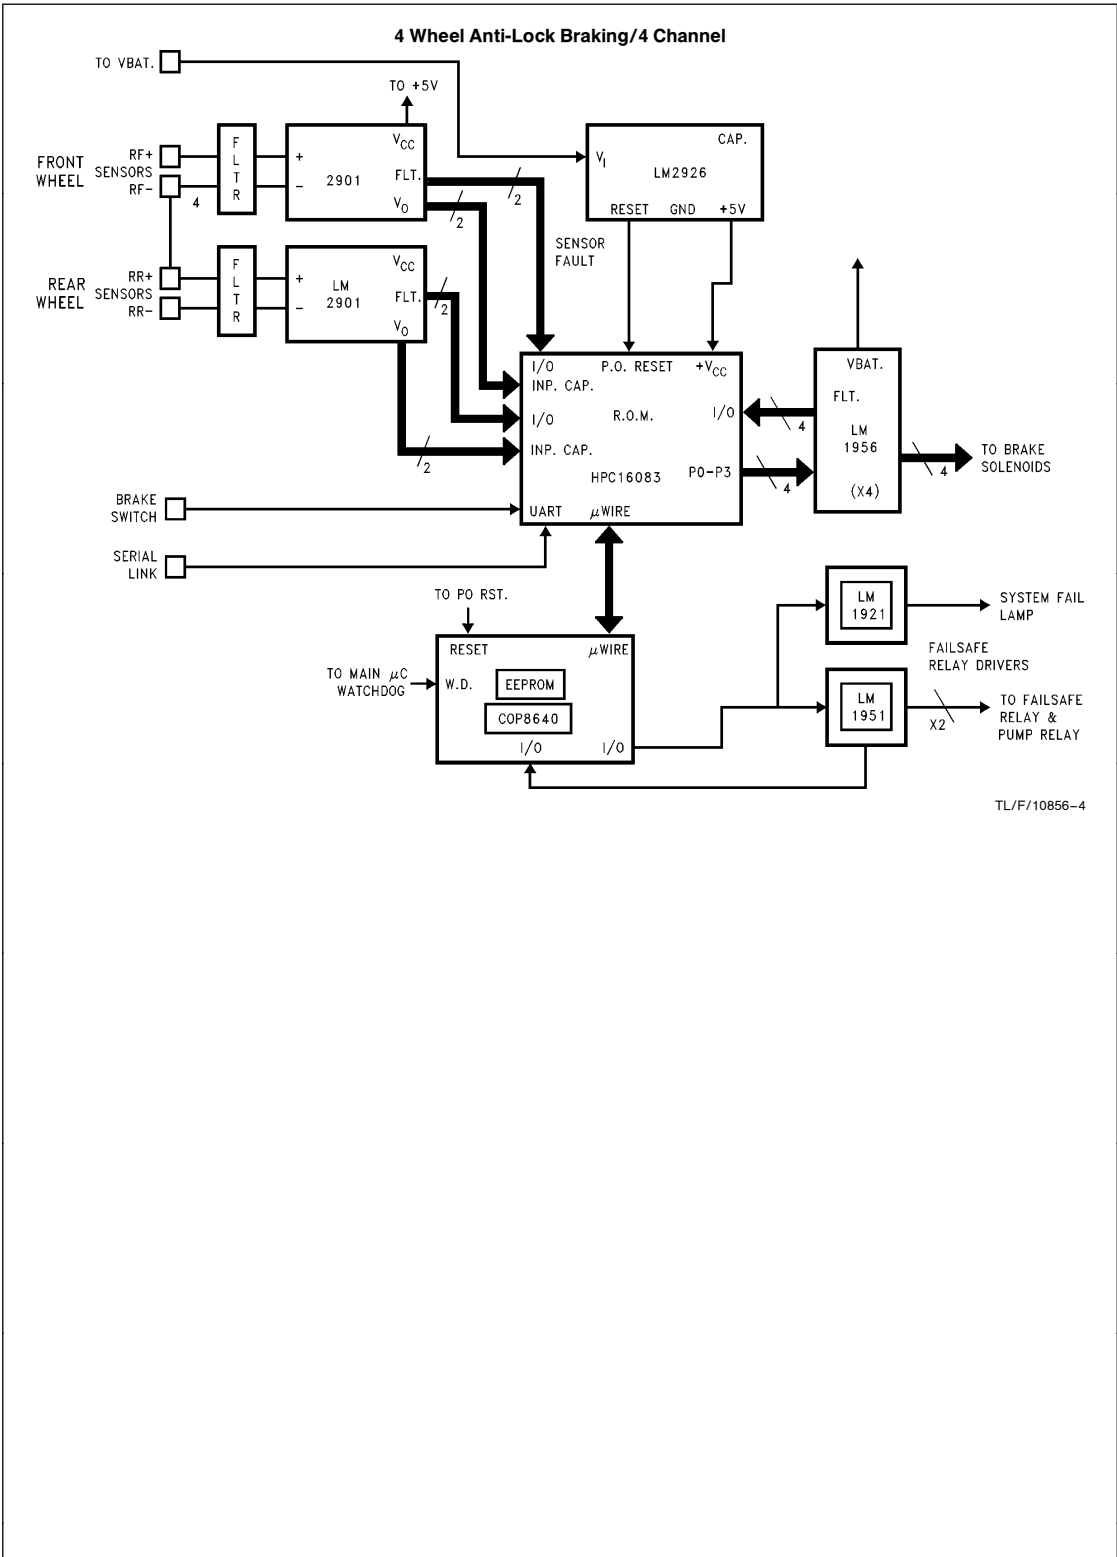 4 Wheel Anti-Lock Braking/4 Channel
TO VBAT.
TO +5V
FRONT
WHEEL
RF+
SENSORS
RF−
4
F
L
T
R
+
−
2901
VCC
FLT.
VO
2
2
VI
CAP.
LM2926
RESET GND +5V
SENSOR
FAULT
REAR
WHEEL
RR+
SENSORS
RR−
F
L
T
R
+
−
LM
2901
VCC
FLT.
VO
2
2
I/O
INP. CAP.
I/O
INP. CAP.
P.O. RESET
+VCC
R.O.M.
I/O
HPC16083
P0–P3
UART
μWIRE
4
4
VBAT.
FLT.
LM
1956
(X4)
4
TO BRAKE
SOLENOIDS
BRAKE
SWITCH
SERIAL
LINK
TO PO RST.
RESET
μWIRE
TO MAIN μC
WATCHDOG
W.D.
EEPROM
COP8640
I/O
I/O
LM
1921
SYSTEM FAIL
LAMP
FAILSAFE
RELAY DRIVERS
LM
1951
X2
TO FAILSAFE
RELAY &
PUMP RELAY
TL/F/10856–4